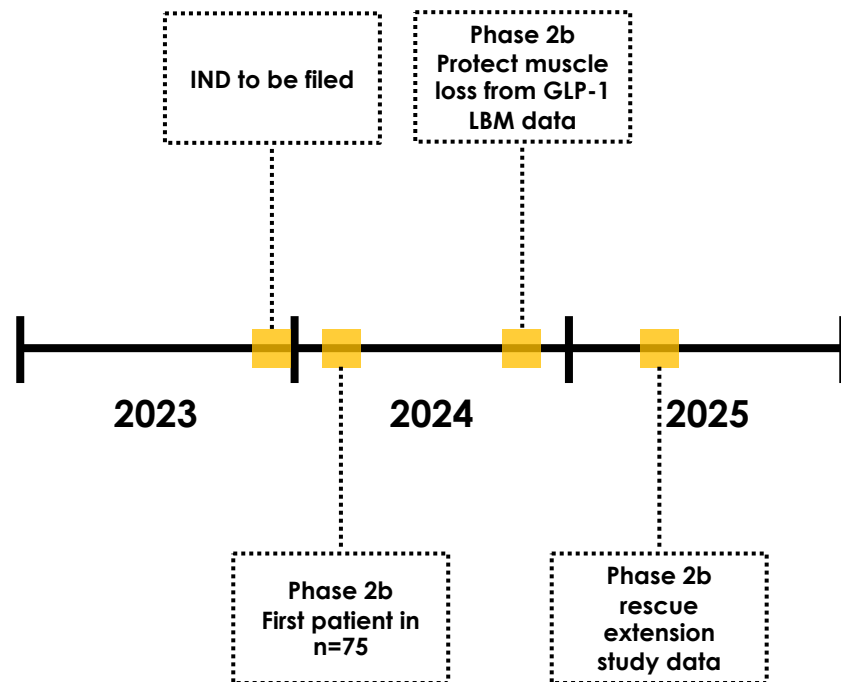 IND to be filed
Phase 2b
Protect muscle
loss from GLP-1
LBM data
2023
2024
2025
Phase 2b
First patient in
n=75
Phase 2b
rescue
extension
study data